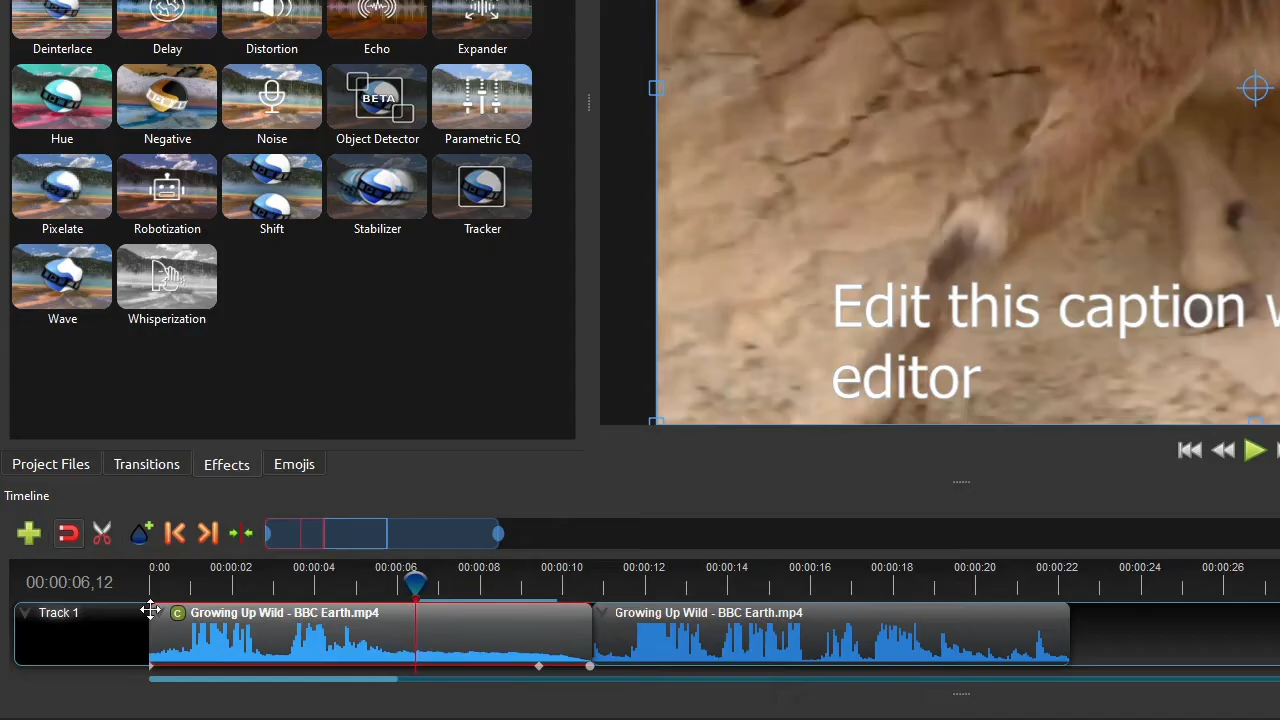 Deinterlace Delay Distortion Echo Expander
BETA
Hue Negative Noise Object Detector Parametric EQ
Pixelate Robotization Shift Stabilizer Tracker
Wave Whisperization
Edit this caption
editor
Project Files Transitions Effects Emojis
Timeline
0:00 00:00:02 00:00:04 00:00:06 00:00:08 00:00:10 00:00:12 00:00:14 00:00:16 00:00:18 00:00:20 00:00:22 00:00:24 00:00:26
00:00:06,12
Track 1 C Growing Up Wild - BBC Earth.mp4 Growing Up Wild - BBC Earth.mp4